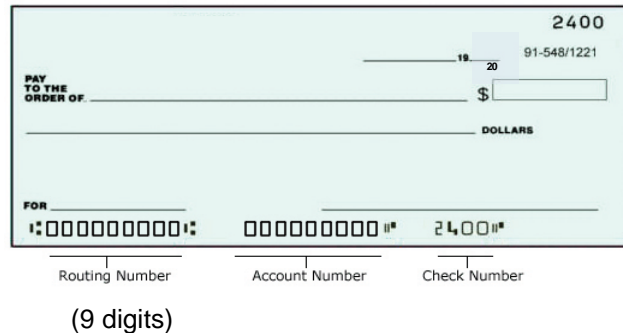 2400
19 20 91-548/1221
PAY
TO THE
ORDER OF $
DOLLARS
FOR
⑆000000000⑆ 000000000⑈ 2400⑈
Routing Number Account Number Check Number
(9 digits)